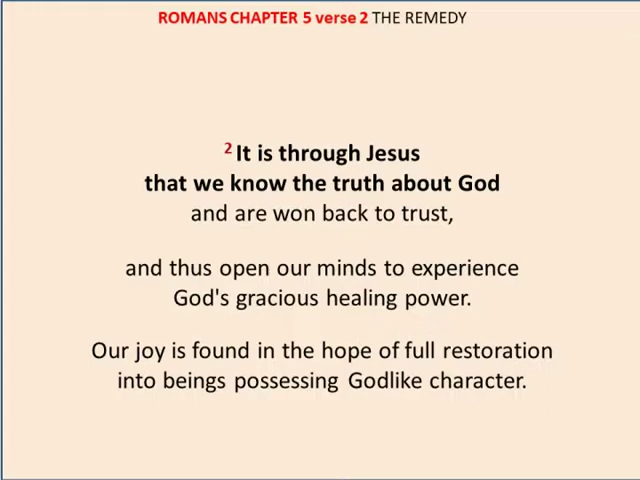 ROMANS CHAPTER 5 verse 2 THE REMEDY
2 It is through Jesus
that we know the truth about God
and are won back to trust,
and thus open our minds to experience
God's gracious healing power.
Our joy is found in the hope of full restoration
into beings possessing Godlike character.